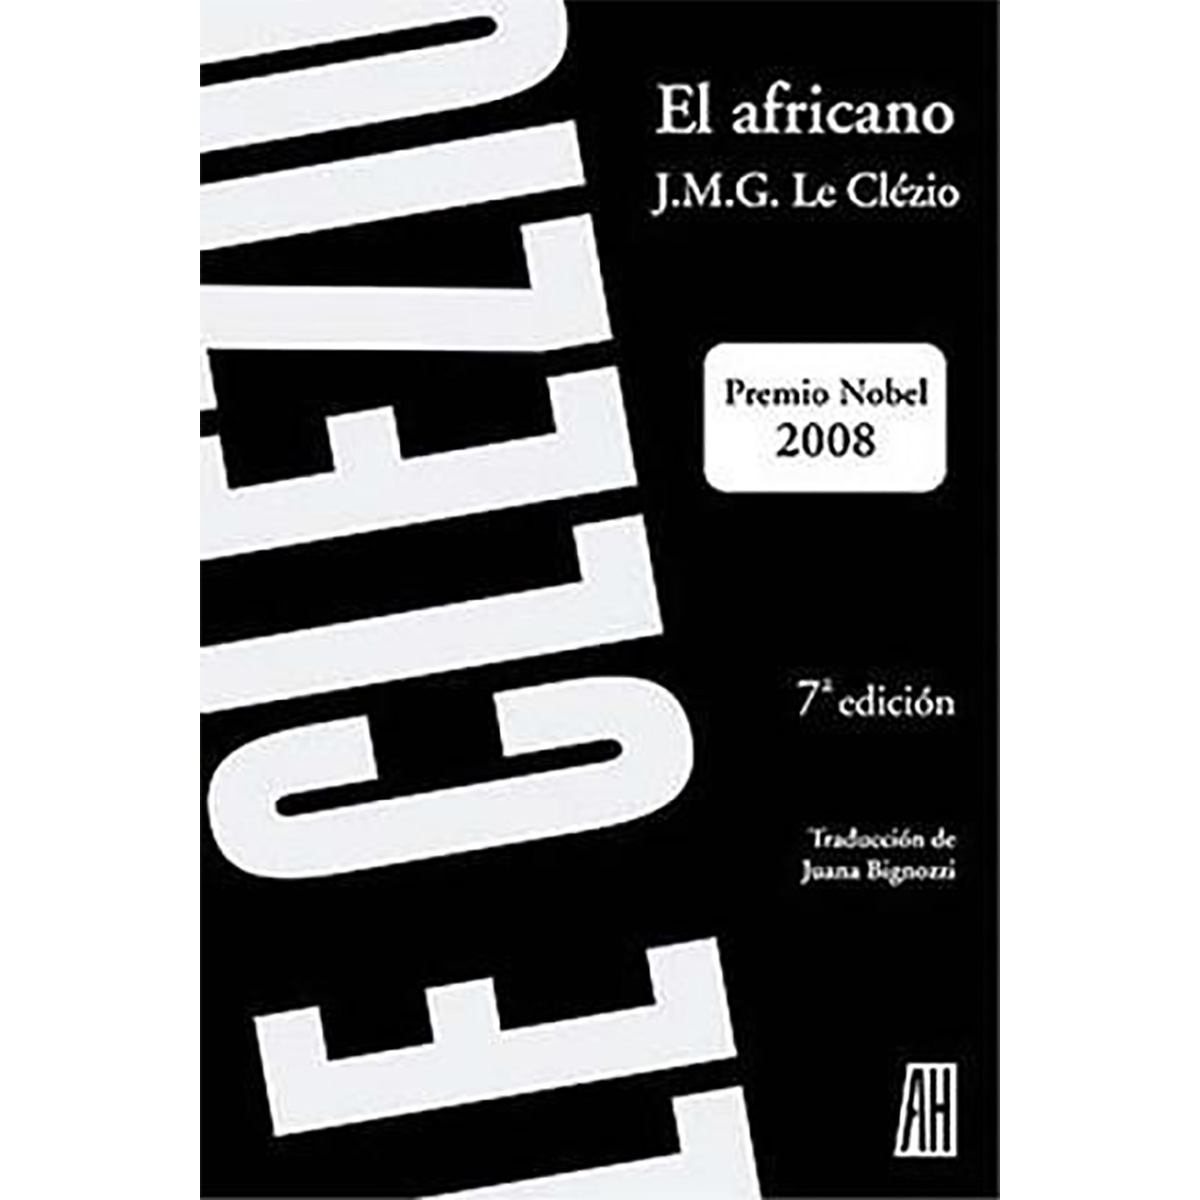 El africano
J.M.G. Le Clézio
Premio Nobel
2008
7ª edición
Traducción de
Juana Bignozzi
LE CLÉZIO
AH